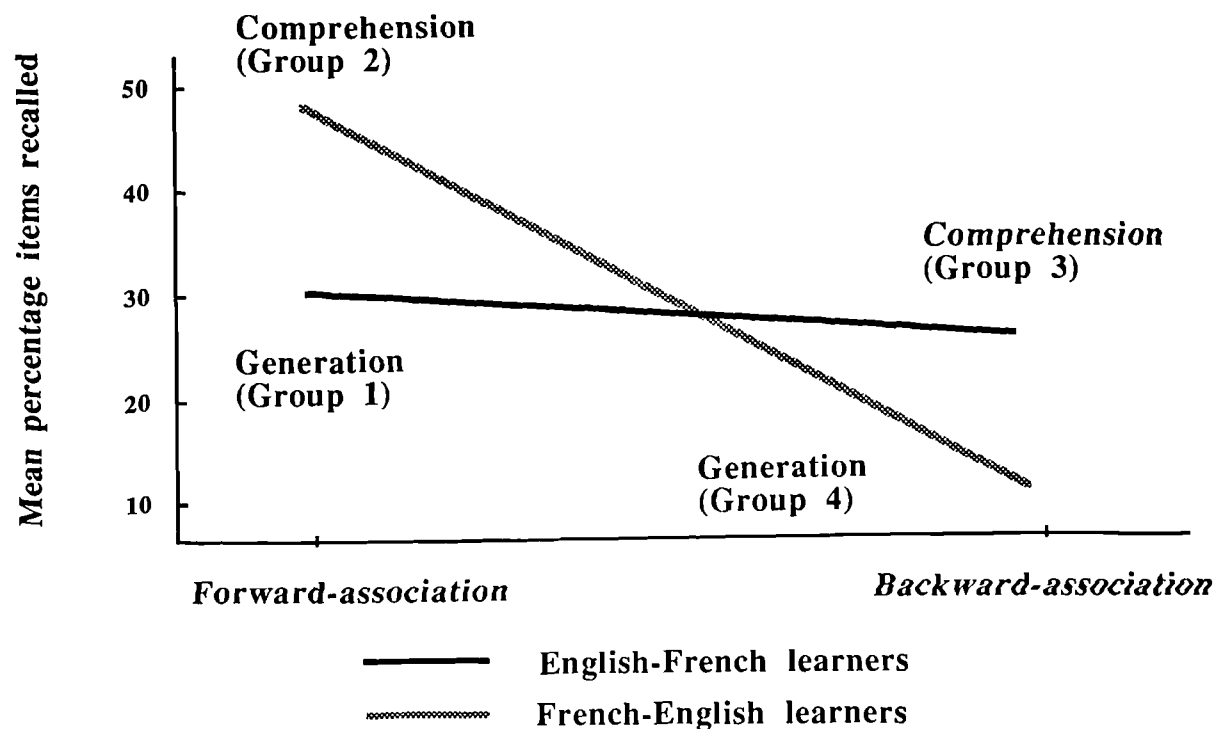 Mean percentage items recalled
Comprehension
(Group 2)
50
40
30
20
10
Comprehension
(Group 3)
Generation
(Group 1)
Generation
(Group 4)
Forward-association
Backward-association
English-French learners
French-English learners